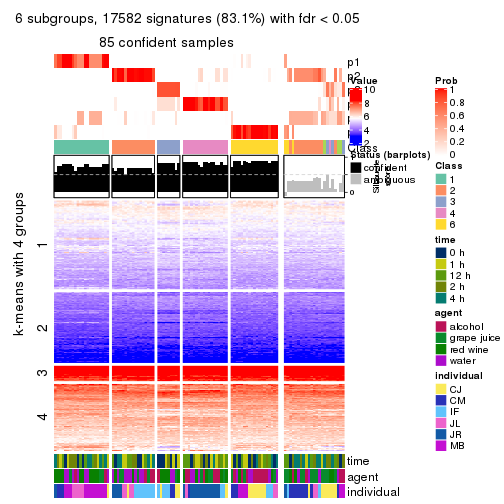 6 subgroups, 17582 signatures (83.1%) with fdr < 0.05
85 confident samples
p1
p2
p4
Class
Value
10
8
6
4
2
Status (barplots)
confident
ambiguous
0
k-means with 4 groups
1
2
3
4
time
agent
individual
Prob
1
0.8
0.6
0.4
0.2
0
Class
1
2
3
4
6
time
0 h
1 h
12 h
2 h
4 h
agent
alcohol
grape juice
red wine
water
individual
CJ
CM
IF
JL
JR
MB